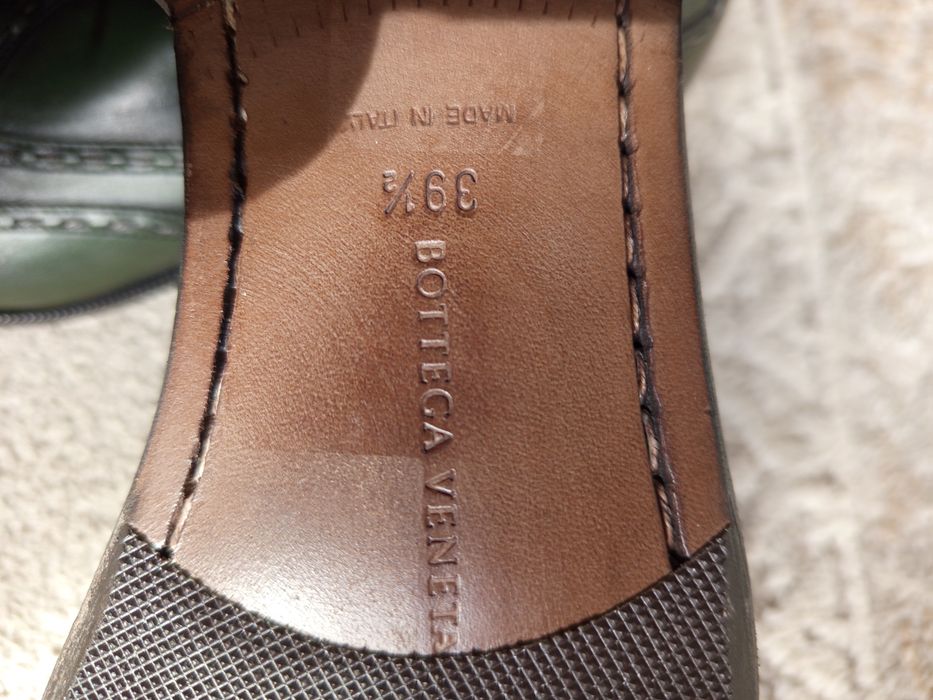 MADE IN ITALY
39½
BOTTEGA VENETA